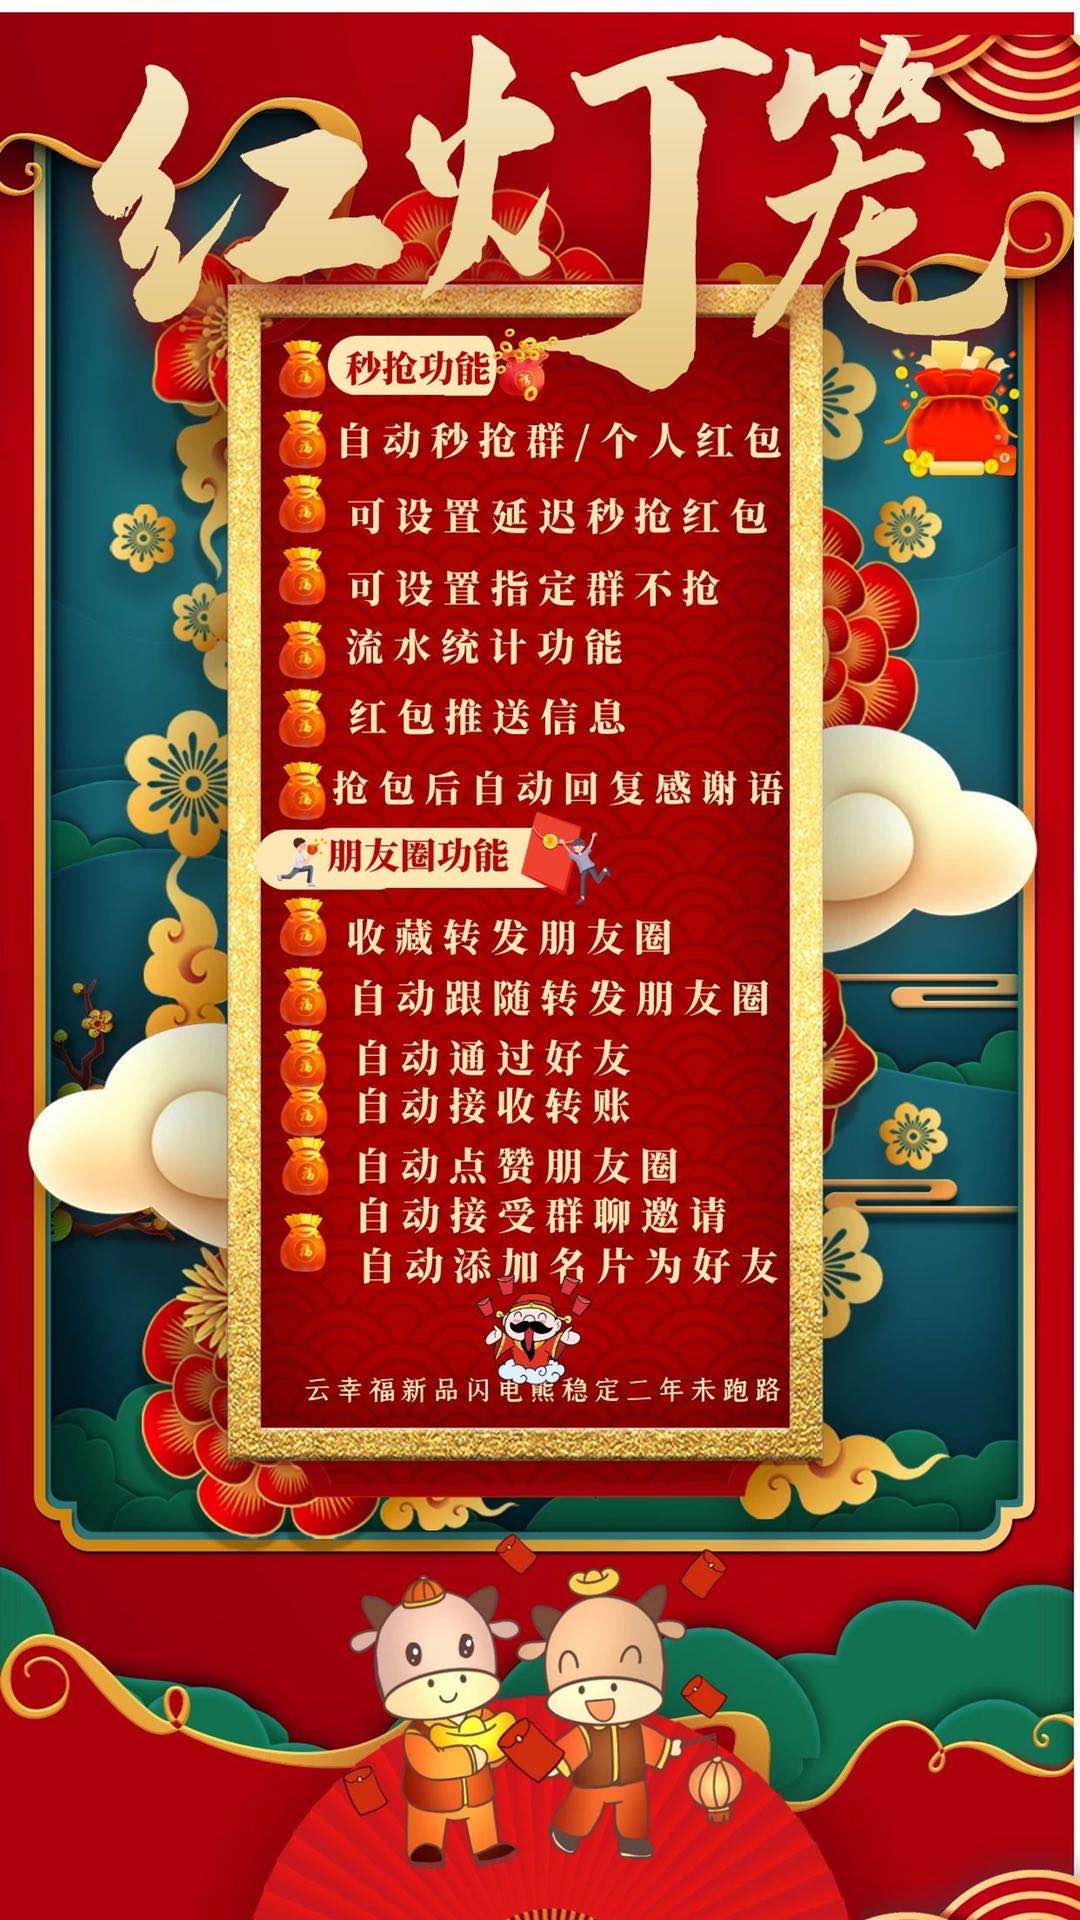 红灯笼
秒抢功能
自动秒抢群/个人红包
可设置延迟秒抢红包
可设置指定群不抢
流水统计功能
红包推送信息
抢包后自动回复感谢语
朋友圈功能
收藏转发朋友圈
自动跟随转发朋友圈
自动通过好友
自动接收转账
自动点赞朋友圈
自动接受群聊邀请
自动添加名片为好友
云幸福新品闪电熊稳定二年未跑路